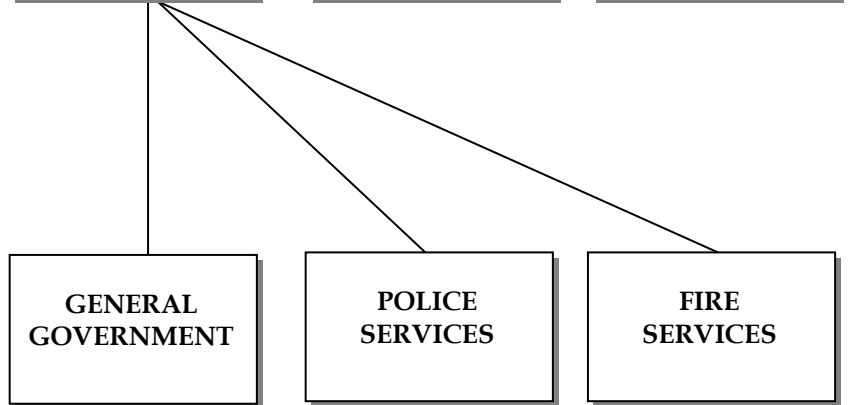 GENERAL
GOVERNMENT
POLICE
SERVICES
FIRE
SERVICES